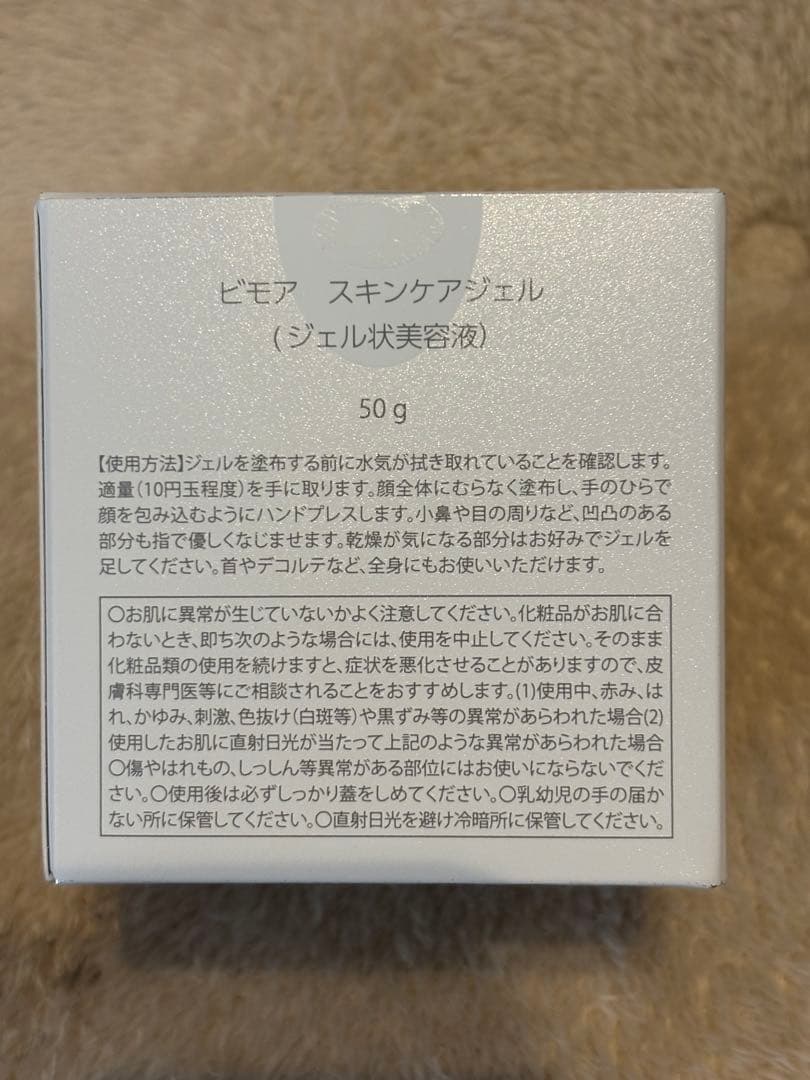 ビモア　スキンケアジェル
(ジェル状美容液)
50 g
【使用方法】ジェルを塗布する前に水気が拭き取れていることを確認します。
適量(10円玉程度)を手に取ります。顔全体にむらなく塗布し、手のひらで
顔を包み込むようにハンドプレスします。小鼻や目の周りなど、凹凸のある
部分も指で優しくなじませます。乾燥が気になる部分はお好みでジェルを
足してください。首やデコルテなど、全身にもお使いいただけます。
〇お肌に異常が生じていないかよく注意してください。化粧品がお肌に合
わないとき、即ち次のような場合には、使用を中止してください。そのまま
化粧品類の使用を続けますと、症状を悪化させることがありますので、皮
膚科専門医等にご相談されることをおすすめします。(1)使用中、赤み、は
れ、かゆみ、刺激、色抜け(白斑等)や黒ずみ等の異常があらわれた場合(2)
使用したお肌に直射日光が当たって上記のような異常があらわれた場合
〇傷やはれもの、しっしん等異常がある部位にはお使いにならないでくだ
さい。〇使用後は必ずしっかり蓋をしめてください。〇乳幼児の手の届か
ない所に保管してください。〇直射日光を避け冷暗所に保管してください。